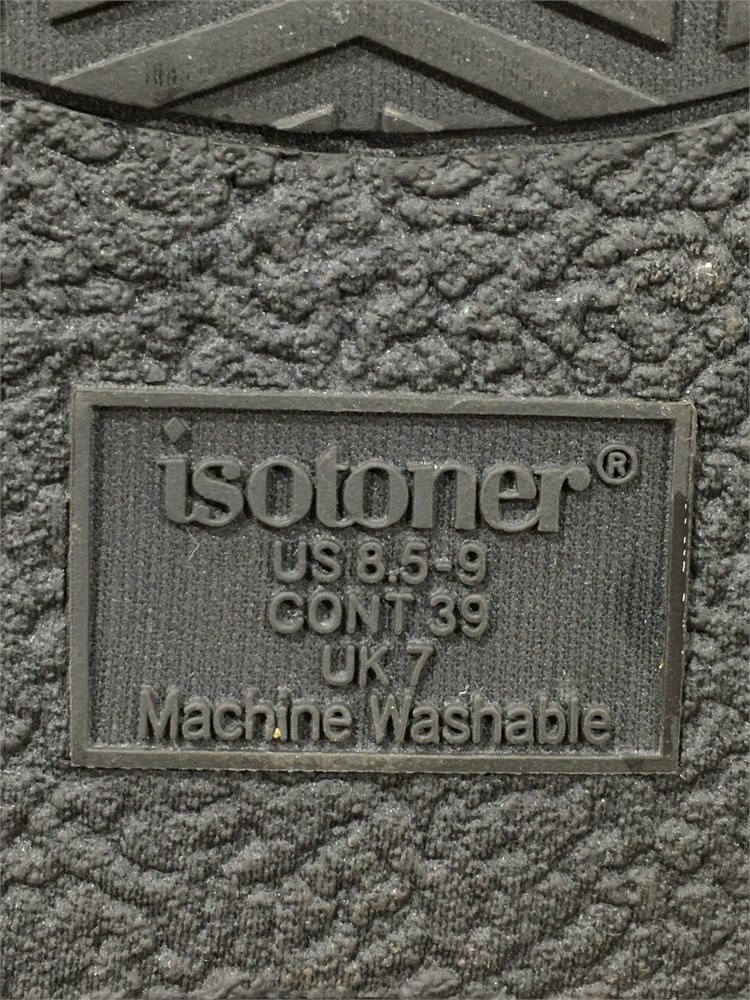 isotoner®
US 8.5-9
CONT 39
UK 7
Machine Washable